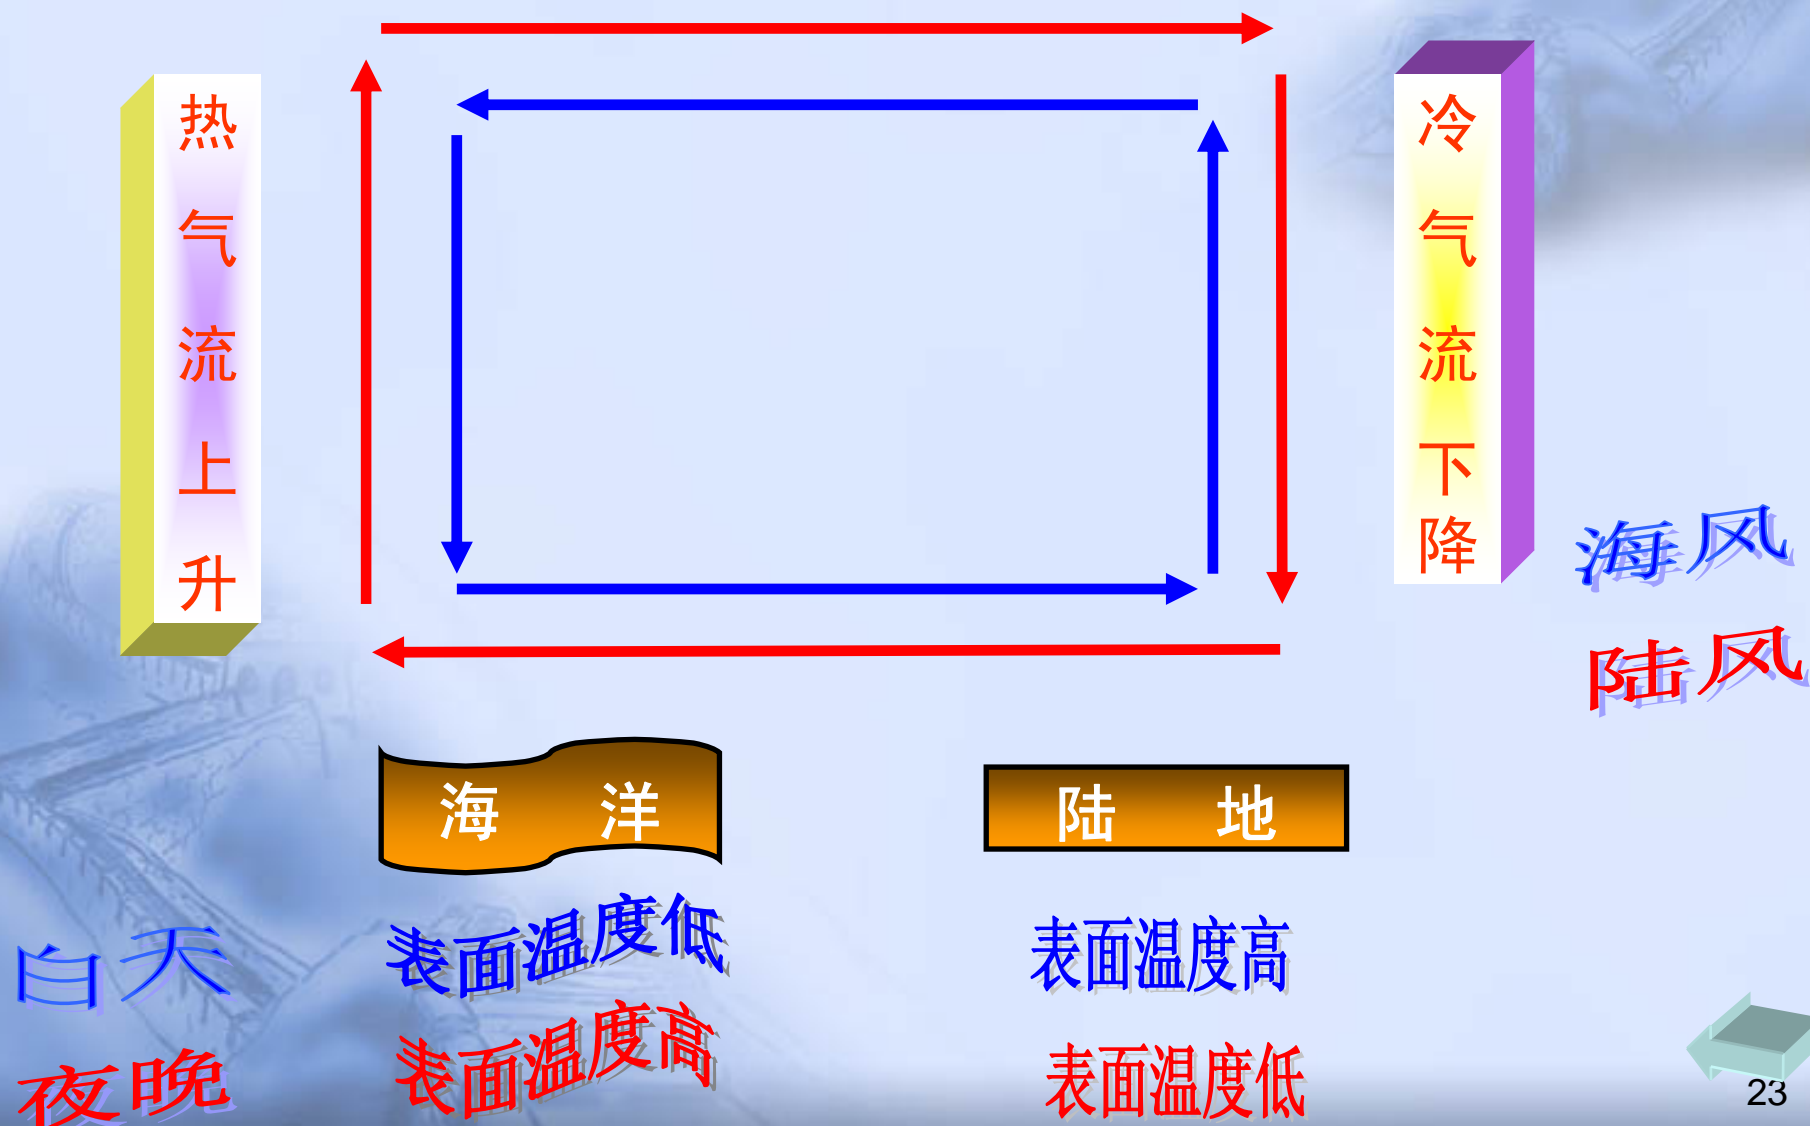 热气流上升
冷气流下降
海风
陆风
海 洋
陆 地
白天
表面温度低
表面温度高
夜晚
表面温度高
表面温度低
23